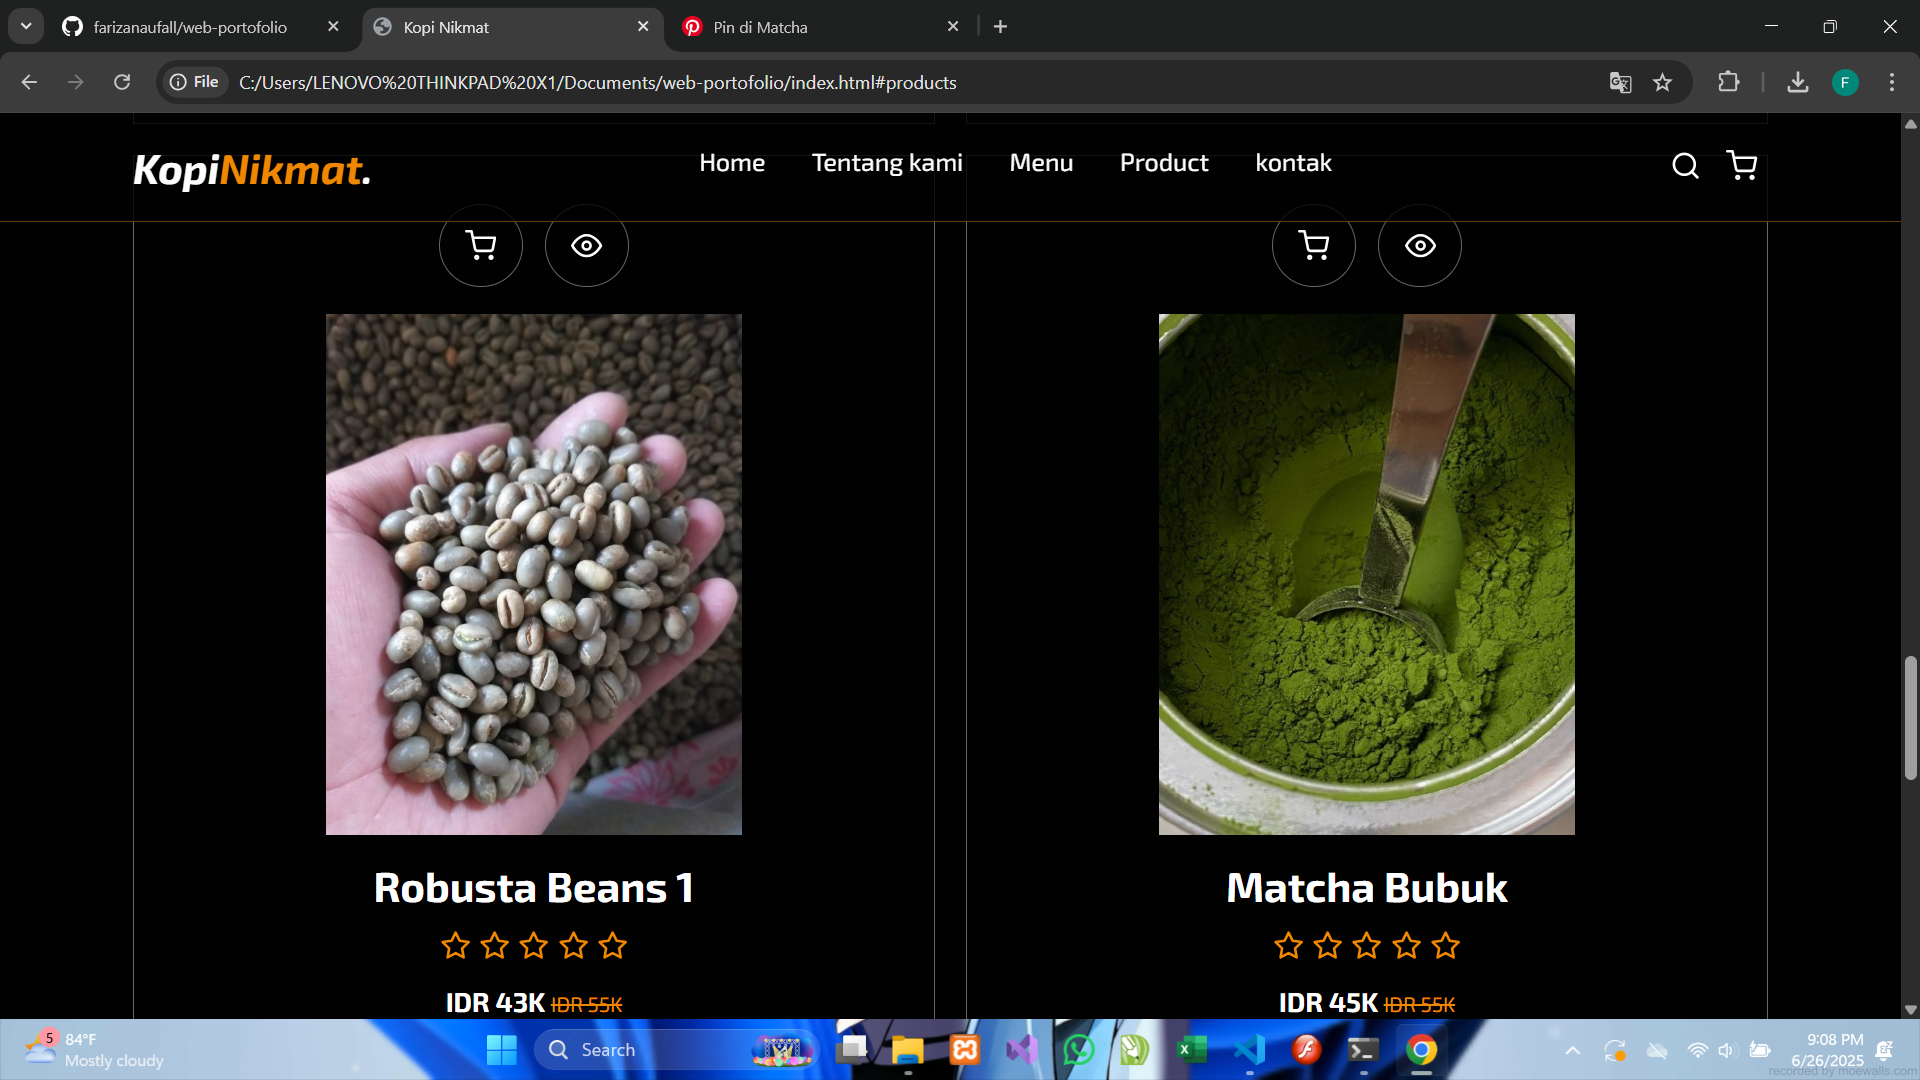 farizanaufall/web-portofolio
Kopi Nikmat
Pin di Matcha
File
C:/Users/LENOVO%20THINKPAD%20X1/Documents/web-portofolio/index.html#products
F
KopiNikmat.
Home
Tentang kami
Menu
Product
kontak
Robusta Beans 1
Matcha Bubuk
IDR 43K IDR 55K
IDR 45K IDR 55K
5
84°F
Mostly cloudy
Search
9:08 PM
6/26/2025
recorded by moewalls.com